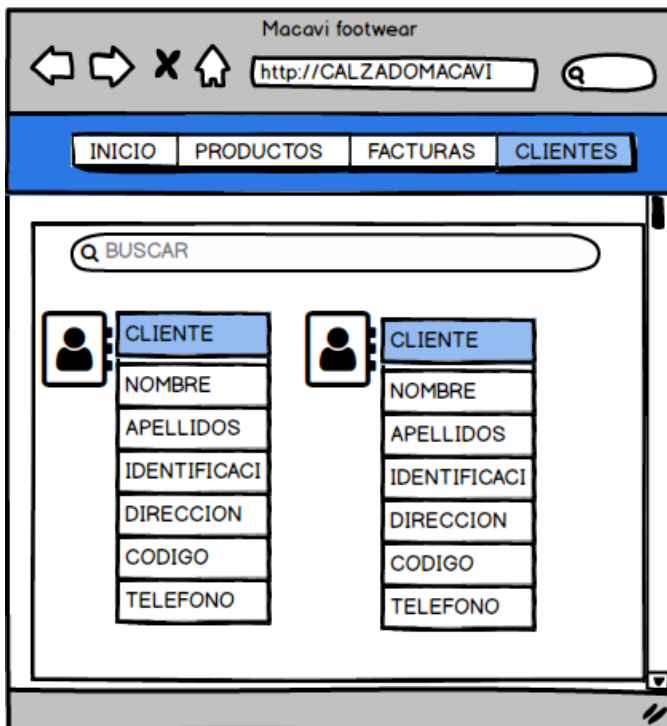 Macavi footwear
http://CALZADOMACAVI
INICIO PRODUCTOS FACTURAS CLIENTES
BUSCAR
CLIENTE
NOMBRE
APELLIDOS
IDENTIFICACI
DIRECCION
CODIGO
TELEFONO
CLIENTE
NOMBRE
APELLIDOS
IDENTIFICACI
DIRECCION
CODIGO
TELEFONO